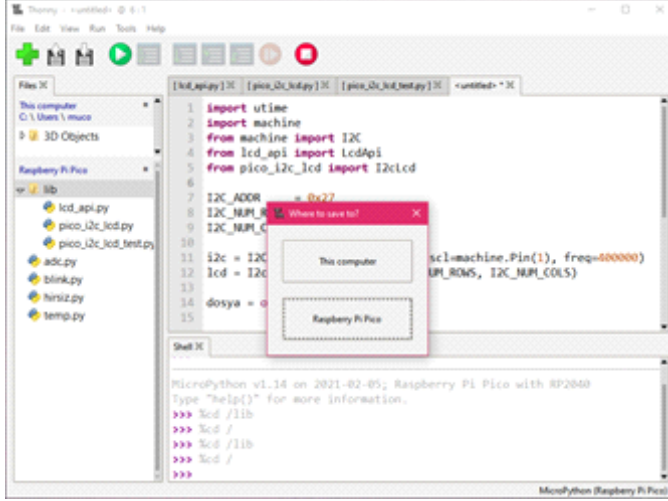 Thonny - <untitled> @ 6:1
File Edit View Run Tools Help
Files
This computer
C: \ Users \ muco
3D Objects
Raspberry Pi Pico
lib
lcd_api.py
pico_i2c_lcd.py
pico_i2c_lcd_test.py
adc.py
blink.py
hirsiz.py
temp.py
[ lcd_api.py ] [ pico_i2c_lcd.py ] [ pico_i2c_lcd_test.py ] <untitled> *
1 import utime
2 import machine
3 from machine import I2C
4 from lcd_api import LcdApi
5 from pico_i2c_lcd import I2cLcd
6
7 I2C_ADDR = 0x27
8 I2C_NUM_R
9 I2C_NUM_C
10
11 i2c = I2C scl=machine.Pin(1), freq=400000)
12 lcd = I2c UM_ROWS, I2C_NUM_COLS)
13
14 dosya = o
15
Where to save to?
This computer
Raspberry Pi Pico
Shell
MicroPython v1.14 on 2021-02-05; Raspberry Pi Pico with RP2040
Type "help()" for more information.
>>> %cd /lib
>>> %cd /
>>> %cd /lib
>>> %cd /
>>>
MicroPython (Raspberry Pi Pico)